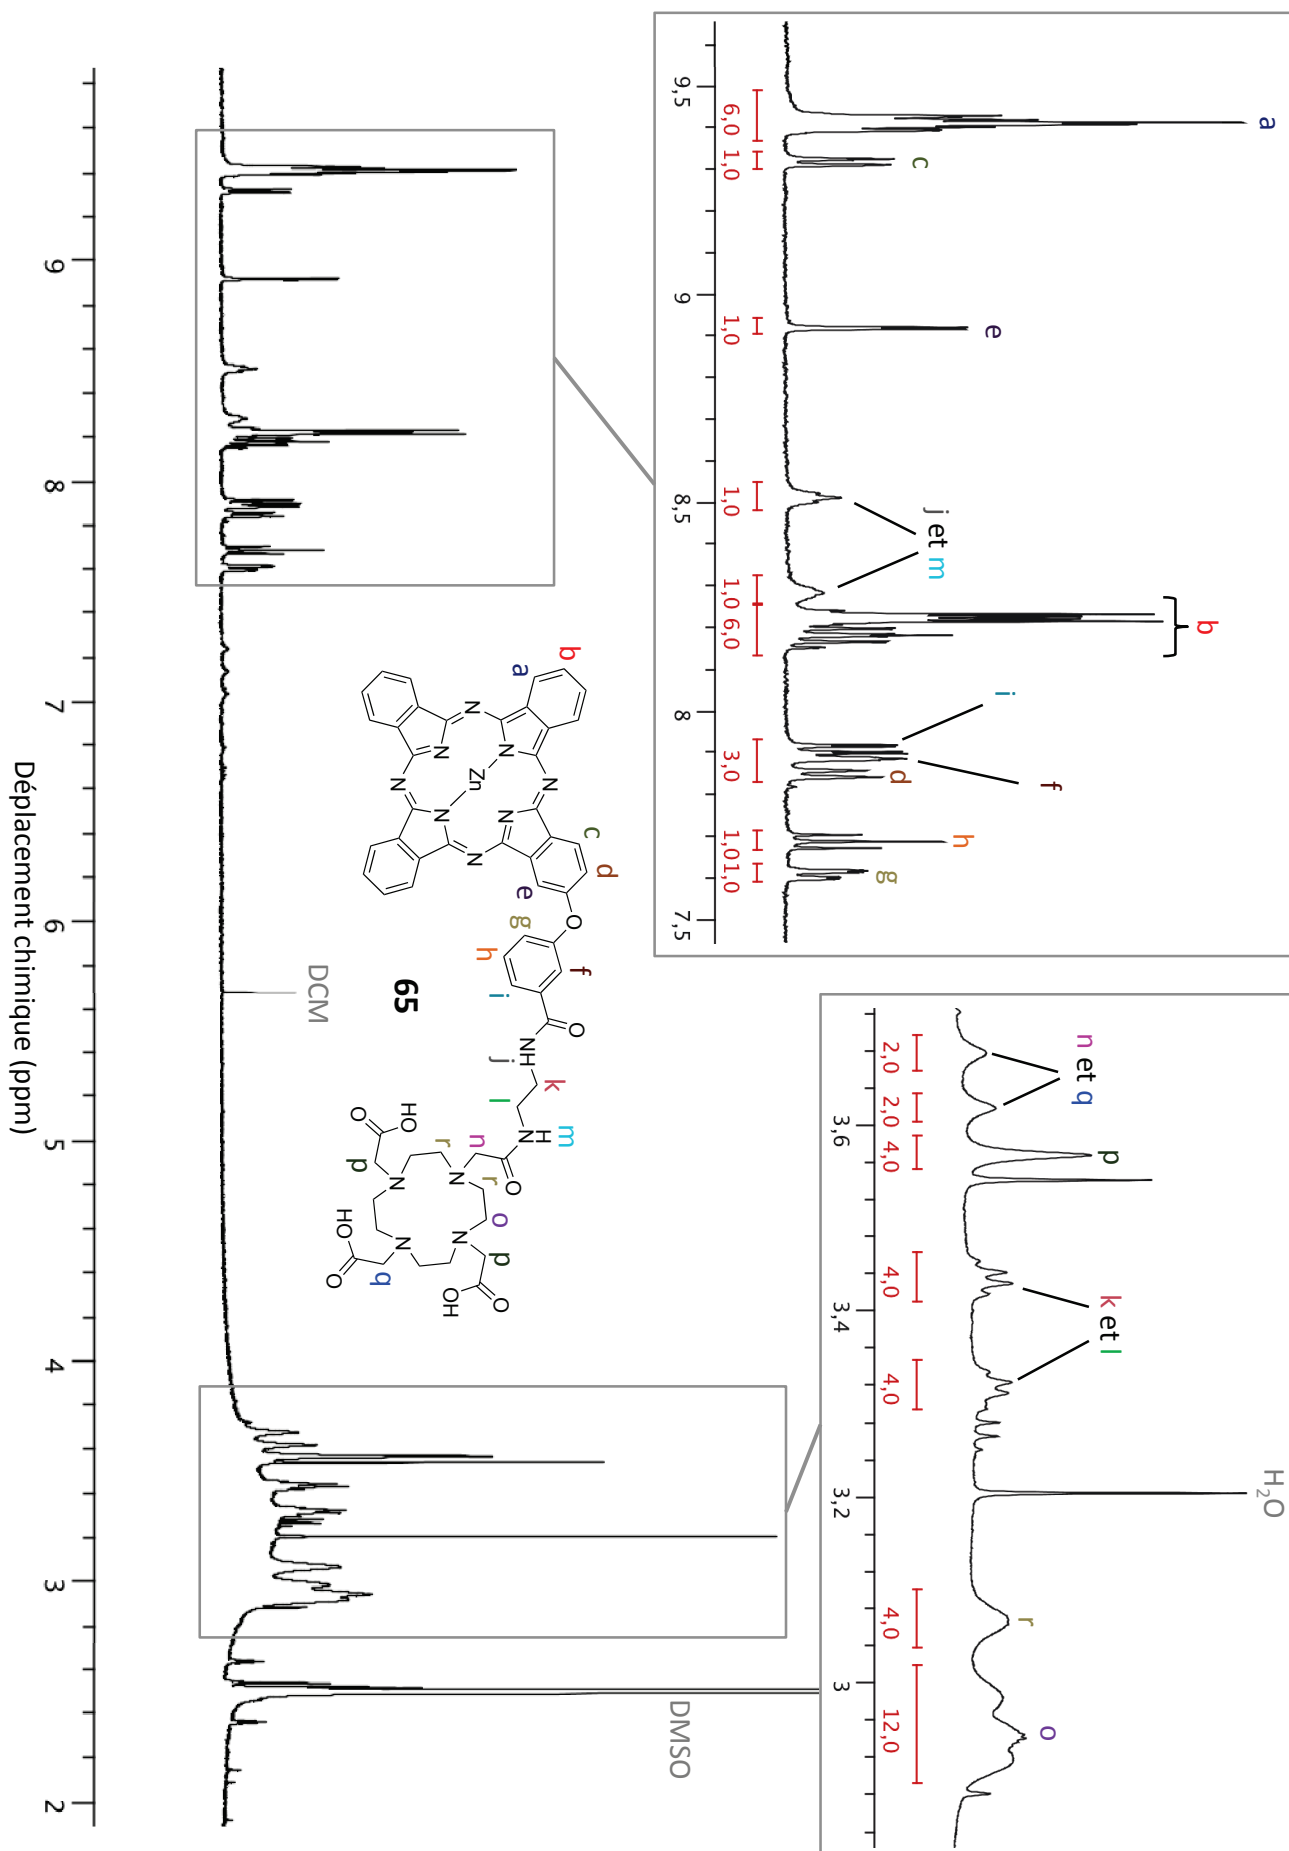 a
c
e
j et m
b
i
f
d
h
g
9,5
9
8,5
8
7,5
6,0
1,0
1,0
1,0
1,0
6,0
3,0
1,0
1,0
n et q
p
k et l
H2O
r
o
2,0
2,0
4,0
4,0
4,0
4,0
12,0
3,6
3,4
3,2
3
DCM
DMSO
b
a
N
N
N
N
N
N
N
N
Zn
c
d
e
O
g
h
f
i
O
NH
j
k
l
H
N
m
O
n
r
r
N
N
N
N
o
p
p
q
O
OH
O
HO
O
HO
65
9
8
7
6
5
4
3
2
Déplacement chimique (ppm)